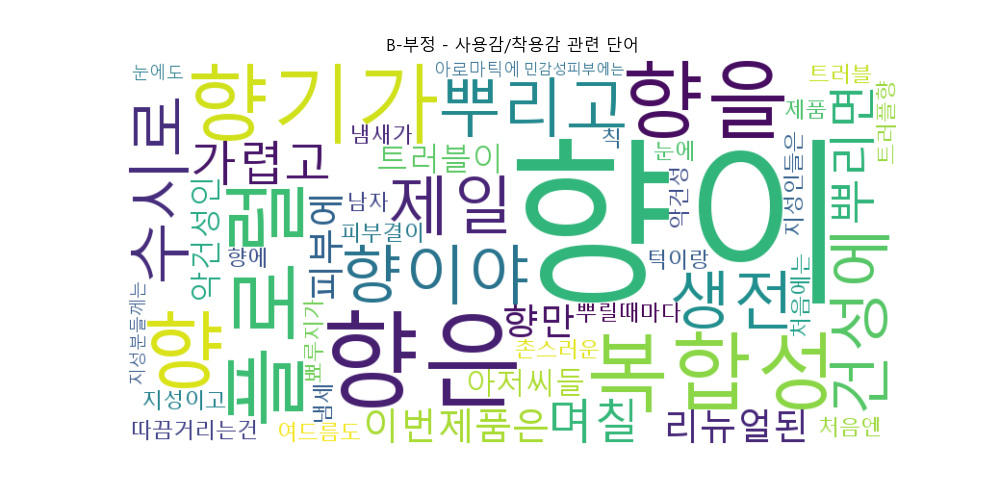 B-부정 - 사용감/착용감 관련 단어
눈에도
향기가
아로마틱에
민감성피부에는
향을
트러블
뿌리고
제품
트러플향
수시로
냄새가
칙
뿌리면
가렵고
트러블이
눈에
지성인들은
향이
악건성인
플로럴
피부에
남자
제일
악건성
피부결이
향에
향이야
턱이랑
생전
처음에는
건성에
지성분들께는
향
뾰루지가
향은
향만
뿌릴때마다
촌스러운
복합성
지성이고
냄세
아저씨들
따끔거리는건
여드름도
이번제품은
며칠
리뉴얼된
처음엔